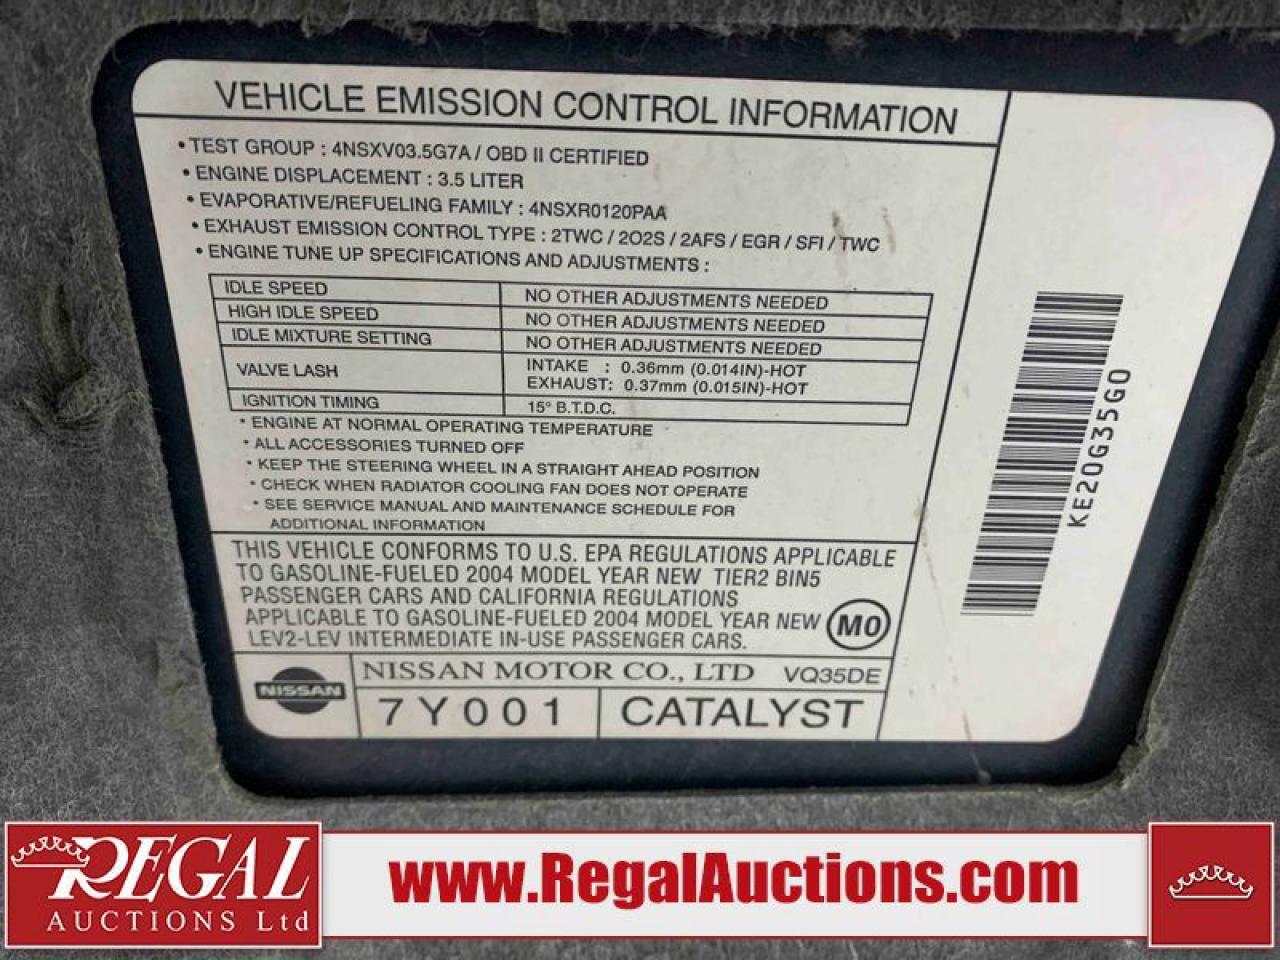 VEHICLE EMISSION CONTROL INFORMATION
• TEST GROUP : 4NSXV03.5G7A / OBD II CERTIFIED
• ENGINE DISPLACEMENT : 3.5 LITER
• EVAPORATIVE/REFUELING FAMILY : 4NSXR0120PAA
• EXHAUST EMISSION CONTROL TYPE : 2TWC / 2O2S / 2AFS / EGR / SFI / TWC
• ENGINE TUNE UP SPECIFICATIONS AND ADJUSTMENTS :
IDLE SPEED NO OTHER ADJUSTMENTS NEEDED
HIGH IDLE SPEED NO OTHER ADJUSTMENTS NEEDED
IDLE MIXTURE SETTING NO OTHER ADJUSTMENTS NEEDED
VALVE LASH INTAKE : 0.36mm (0.014IN)-HOT
EXHAUST: 0.37mm (0.015IN)-HOT
IGNITION TIMING 15° B.T.D.C.
* ENGINE AT NORMAL OPERATING TEMPERATURE
* ALL ACCESSORIES TURNED OFF
* KEEP THE STEERING WHEEL IN A STRAIGHT AHEAD POSITION
* CHECK WHEN RADIATOR COOLING FAN DOES NOT OPERATE
* SEE SERVICE MANUAL AND MAINTENANCE SCHEDULE FOR
ADDITIONAL INFORMATION
THIS VEHICLE CONFORMS TO U.S. EPA REGULATIONS APPLICABLE
TO GASOLINE-FUELED 2004 MODEL YEAR NEW TIER2 BIN5
PASSENGER CARS AND CALIFORNIA REGULATIONS
APPLICABLE TO GASOLINE-FUELED 2004 MODEL YEAR NEW
LEV2-LEV INTERMEDIATE IN-USE PASSENGER CARS.
M0
NISSAN
NISSAN MOTOR CO., LTD VQ35DE
7Y001 CATALYST
KE20G35G0
REGAL
AUCTIONS Ltd
www.RegalAuctions.com